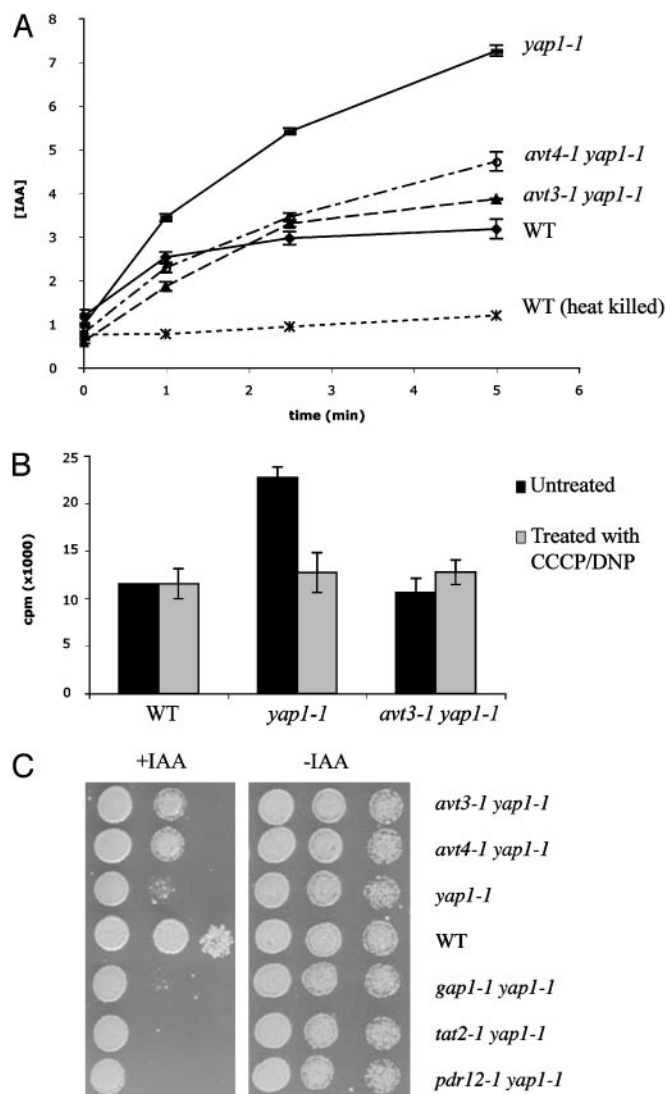 A
8
7
6
5
4
3
2
1
0
[IAA]
0 1 2 3 4 5 6
time (min)
yap1-1
avt4-1 yap1-1
avt3-1 yap1-1
WT
WT (heat killed)
B
25
20
15
10
5
0
cpm (x1000)
WT yap1-1 avt3-1 yap1-1
Untreated
Treated with
CCCP/DNP
C
+IAA -IAA
avt3-1 yap1-1
avt4-1 yap1-1
yap1-1
WT
gap1-1 yap1-1
tat2-1 yap1-1
pdr12-1 yap1-1